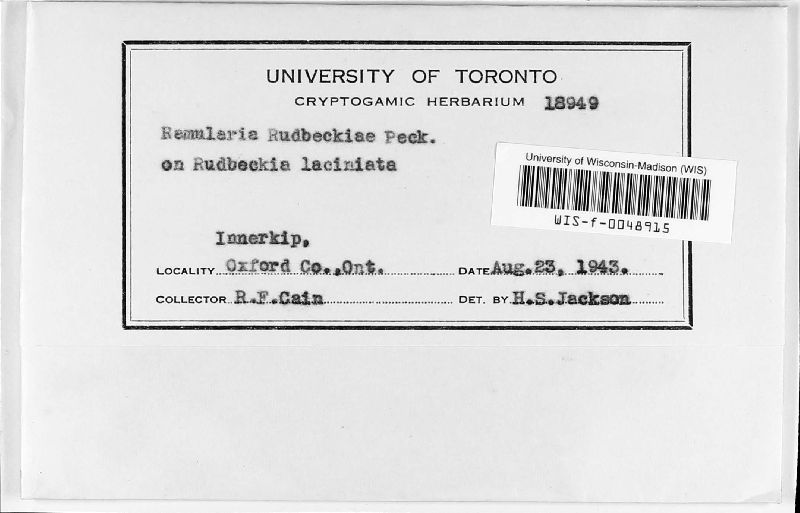 UNIVERSITY OF TORONTO
CRYPTOGAMIC HERBARIUM 18949
Ramularia Rudbeckiae Peck.
on Rudbeckia laciniata
University of Wisconsin-Madison (WIS)
WIS-f-0048915
Innerkip,
LOCALITY Oxford Co.,Ont. DATE Aug.23, 1943.
COLLECTOR R.F.Cain DET. BY H.S.Jackson